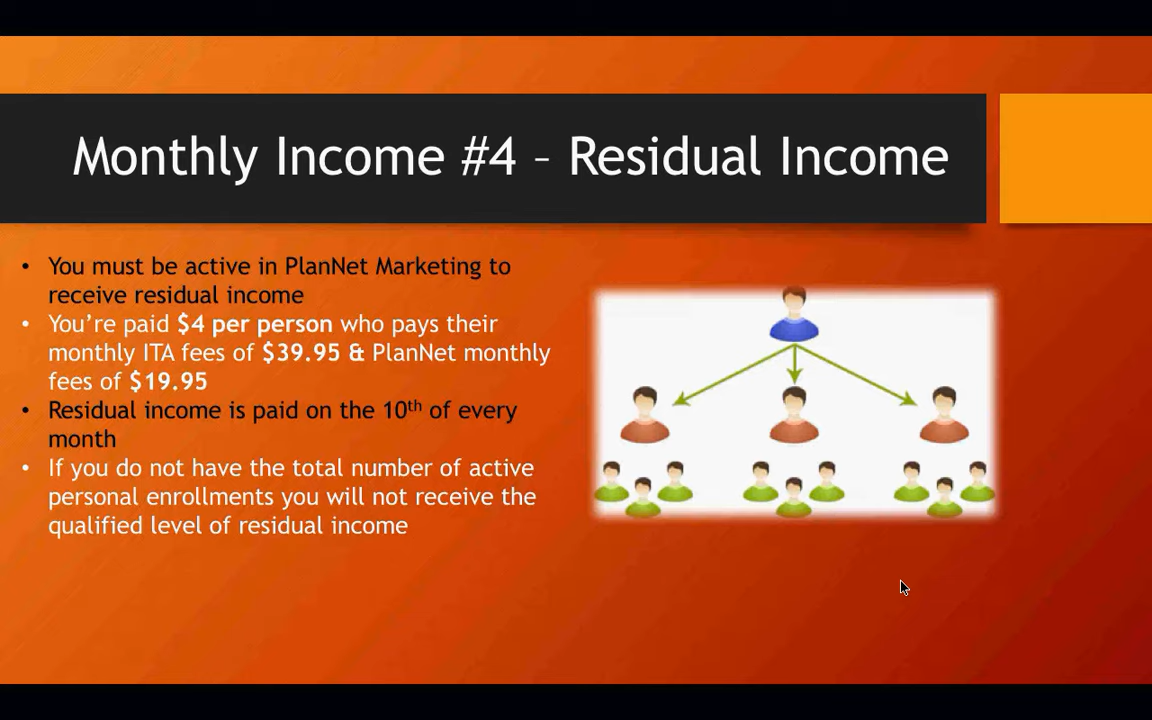 Monthly Income #4 – Residual Income
• You must be active in PlanNet Marketing to
receive residual income
• You're paid $4 per person who pays their
monthly ITA fees of $39.95 & PlanNet monthly
fees of $19.95
• Residual income is paid on the 10th of every
month
• If you do not have the total number of active
personal enrollments you will not receive the
qualified level of residual income